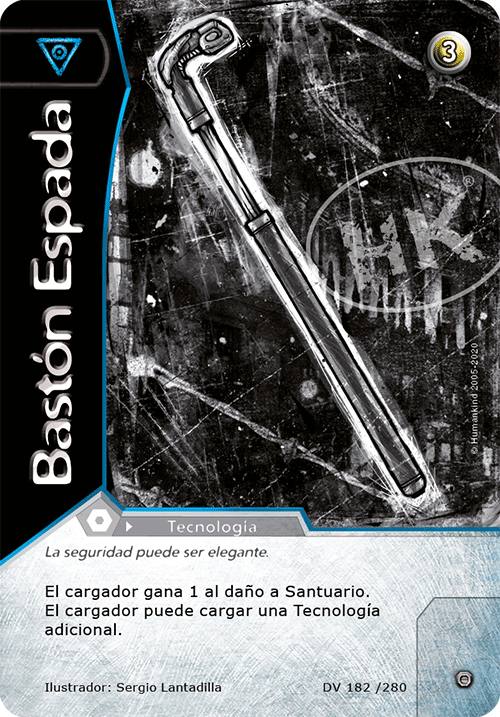 3
Bastón Espada
HK®
© Humankind 2005-2020
Tecnología
La seguridad puede ser elegante.
El cargador gana 1 al daño a Santuario.
El cargador puede cargar una Tecnología
adicional.
Ilustrador: Sergio Lantadilla
DV 182 /280